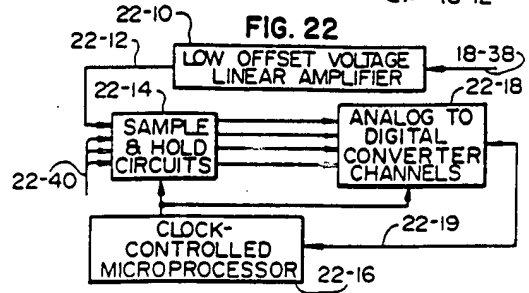 22-10
FIG. 22
22-12
LOW OFFSET VOLTAGE
LINEAR AMPLIFIER
18-38
22-14
22-18
SAMPLE
& HOLD
CIRCUITS
ANALOG TO
DIGITAL
CONVERTER
CHANNELS
22-40
22-19
CLOCK-
CONTROLLED
MICROPROCESSOR
22-16